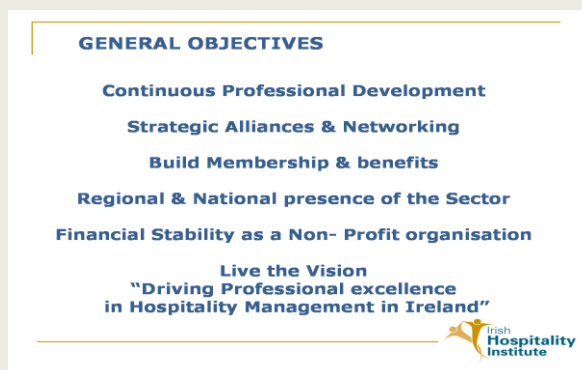 GENERAL OBJECTIVES
Continuous Professional Development
Strategic Alliances & Networking
Build Membership & benefits
Regional & National presence of the Sector
Financial Stability as a Non- Profit organisation
Live the Vision
“Driving Professional excellence
in Hospitality Management in Ireland”
Irish
Hospitality
Institute